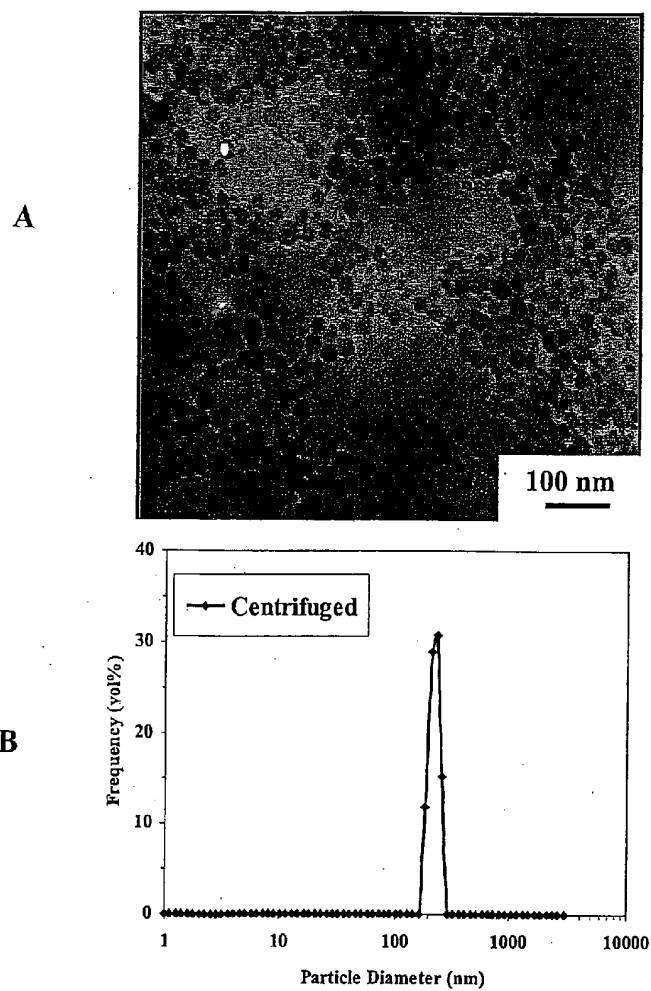 A
100 nm
B
40
30
20
10
0
Centrifuged
Frequency (vol%)
1 10 100 1000 10000
Particle Diameter (nm)